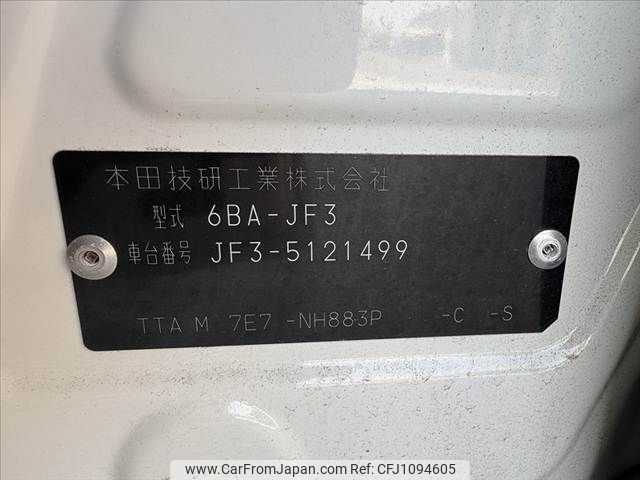 本田技研工業株式会社
型式 6BA-JF3
車台番号 JF3-5121499
TTA M 7E7 -NH883P -C -S
www.CarFromJapan.com | CFJ1094605